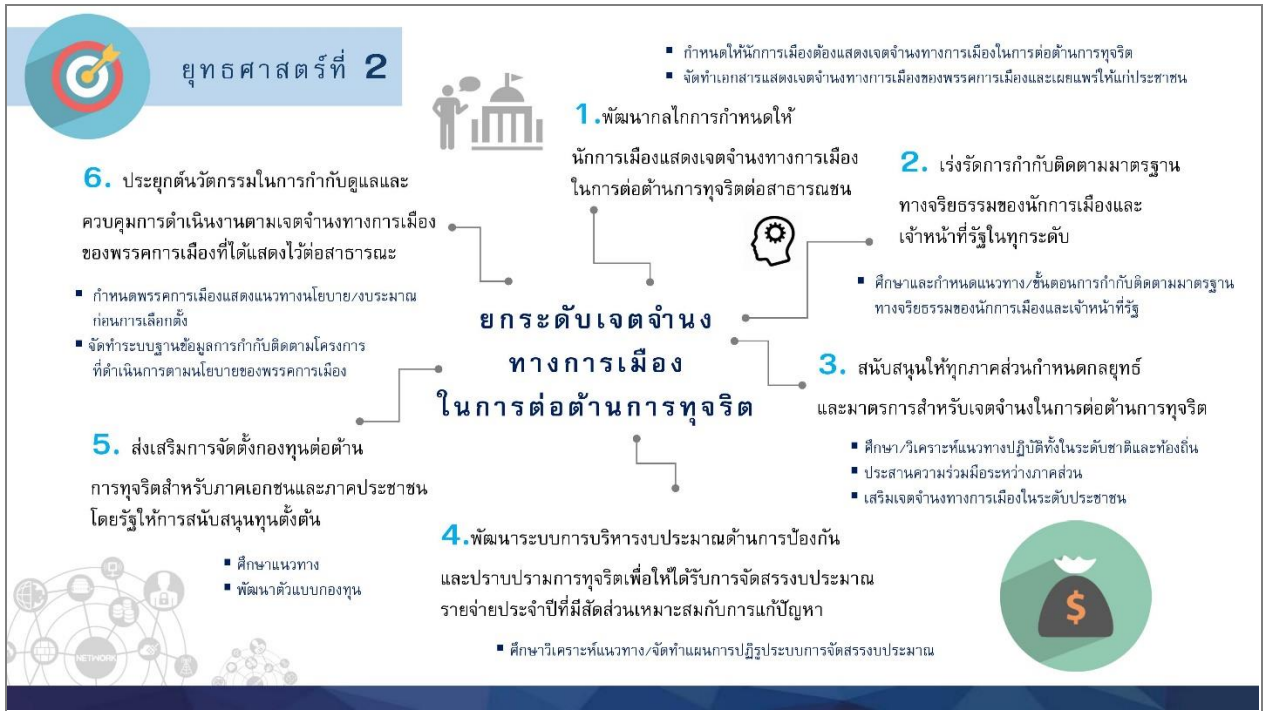 ยุทธศาสตร์ที่ 2
▪ กำหนดให้นักการเมืองต้องแสดงเจตจำนงทางการเมืองในการต่อต้านการทุจริต
▪ จัดทำเอกสารแสดงเจตจำนงทางการเมืองของพรรคการเมืองและเผยแพร่ให้แก่ประชาชน
1.พัฒนากลไกการกำหนดให้
นักการเมืองแสดงเจตจำนงทางการเมือง
ในการต่อต้านการทุจริตต่อสาธารณชน
2. เร่งรัดการกำกับติดตามมาตรฐาน
ทางจริยธรรมของนักการเมืองและ
เจ้าหน้าที่รัฐในทุกระดับ
▪ ศึกษาและกำหนดแนวทาง/ขั้นตอนการกำกับติดตามมาตรฐาน
ทางจริยธรรมของนักการเมืองและเจ้าหน้าที่รัฐ
ยกระดับเจตจำนง
ทางการเมือง
ในการต่อต้านการทุจริต
3. สนับสนุนให้ทุกภาคส่วนกำหนดกลยุทธ์
และมาตรการสำหรับเจตจำนงในการต่อต้านการทุจริต
▪ ศึกษา/วิเคราะห์แนวทางปฏิบัติทั้งในระดับชาติและท้องถิ่น
▪ ประสานความร่วมมือระหว่างภาคส่วน
▪ เสริมเจตจำนงทางการเมืองในระดับประชาชน
4.พัฒนาระบบการบริหารงบประมาณด้านการป้องกัน
และปราบปรามการทุจริตเพื่อให้ได้รับการจัดสรรงบประมาณ
รายจ่ายประจำปีที่มีสัดส่วนเหมาะสมกับการแก้ปัญหา
▪ ศึกษาวิเคราะห์แนวทาง/จัดทำแผนการปฏิรูประบบการจัดสรรงบประมาณ
5. ส่งเสริมการจัดตั้งกองทุนต่อต้าน
การทุจริตสำหรับภาคเอกชนและภาคประชาชน
โดยรัฐให้การสนับสนุนทุนตั้งต้น
▪ ศึกษาแนวทาง
▪ พัฒนาตัวแบบกองทุน
6. ประยุกต์นวัตกรรมในการกำกับดูแลและ
ควบคุมการดำเนินงานตามเจตจำนงทางการเมือง
ของพรรคการเมืองที่ได้แสดงไว้ต่อสาธารณะ
▪ กำหนดพรรคการเมืองแสดงแนวทางนโยบาย/งบประมาณ
ก่อนการเลือกตั้ง
▪ จัดทำระบบฐานข้อมูลการกำกับติดตามโครงการ
ที่ดำเนินการตามนโยบายของพรรคการเมือง
NETWORK
$